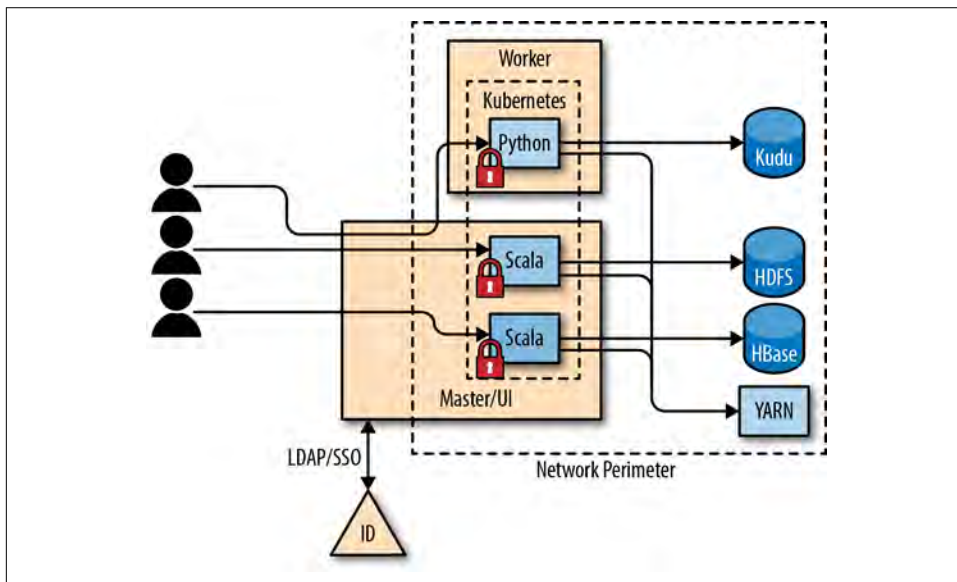 Worker
Kubernetes
Python
Kudu
Scala
HDFS
Scala
HBase
Master/UI
YARN
LDAP/SSO
Network Perimeter
ID